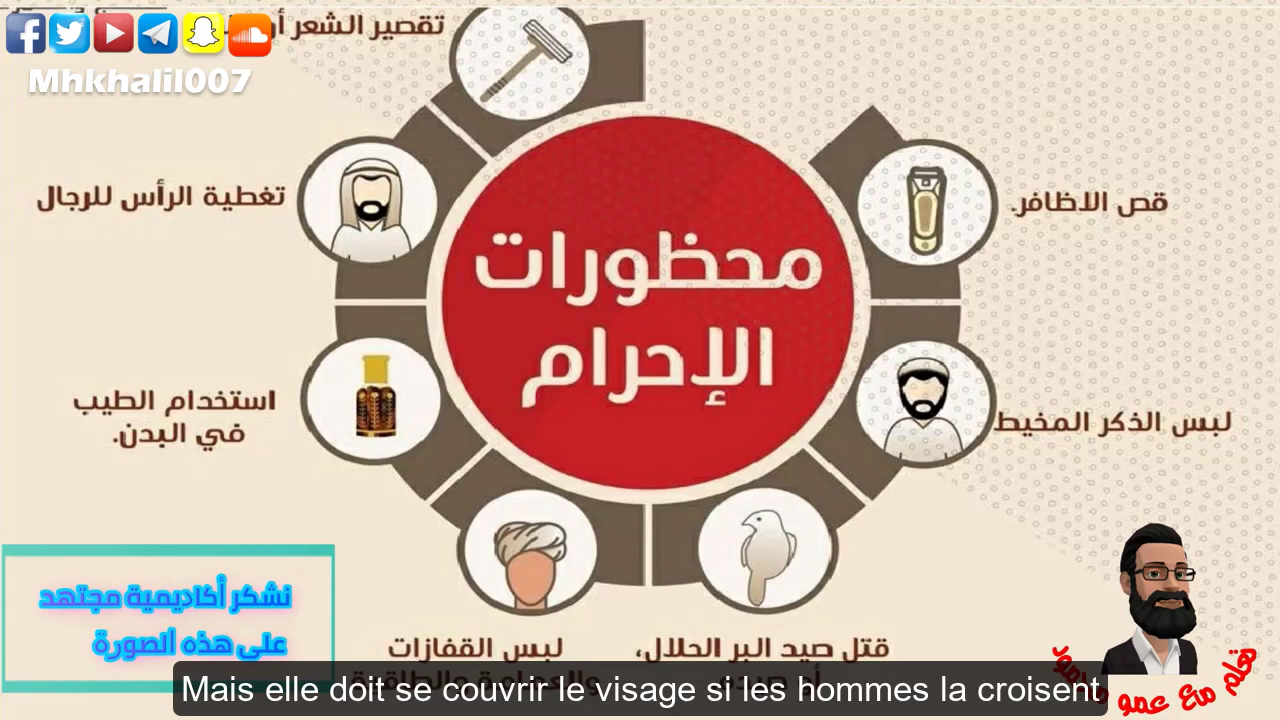 تقصير الشعر أو
Mhkhalil007
تغطية الرأس للرجال
قص الاظافر.
محظورات
الإحرام
استخدام الطيب
في البدن.
لبس الذكر المخيط
نشكر أكاديمية مجتهد
على هذه الصورة
لبس القفازات
قتل صيد البر الحلال،
نعلم مع عمو
Mais elle doit se couvrir le visage si les hommes la croisent